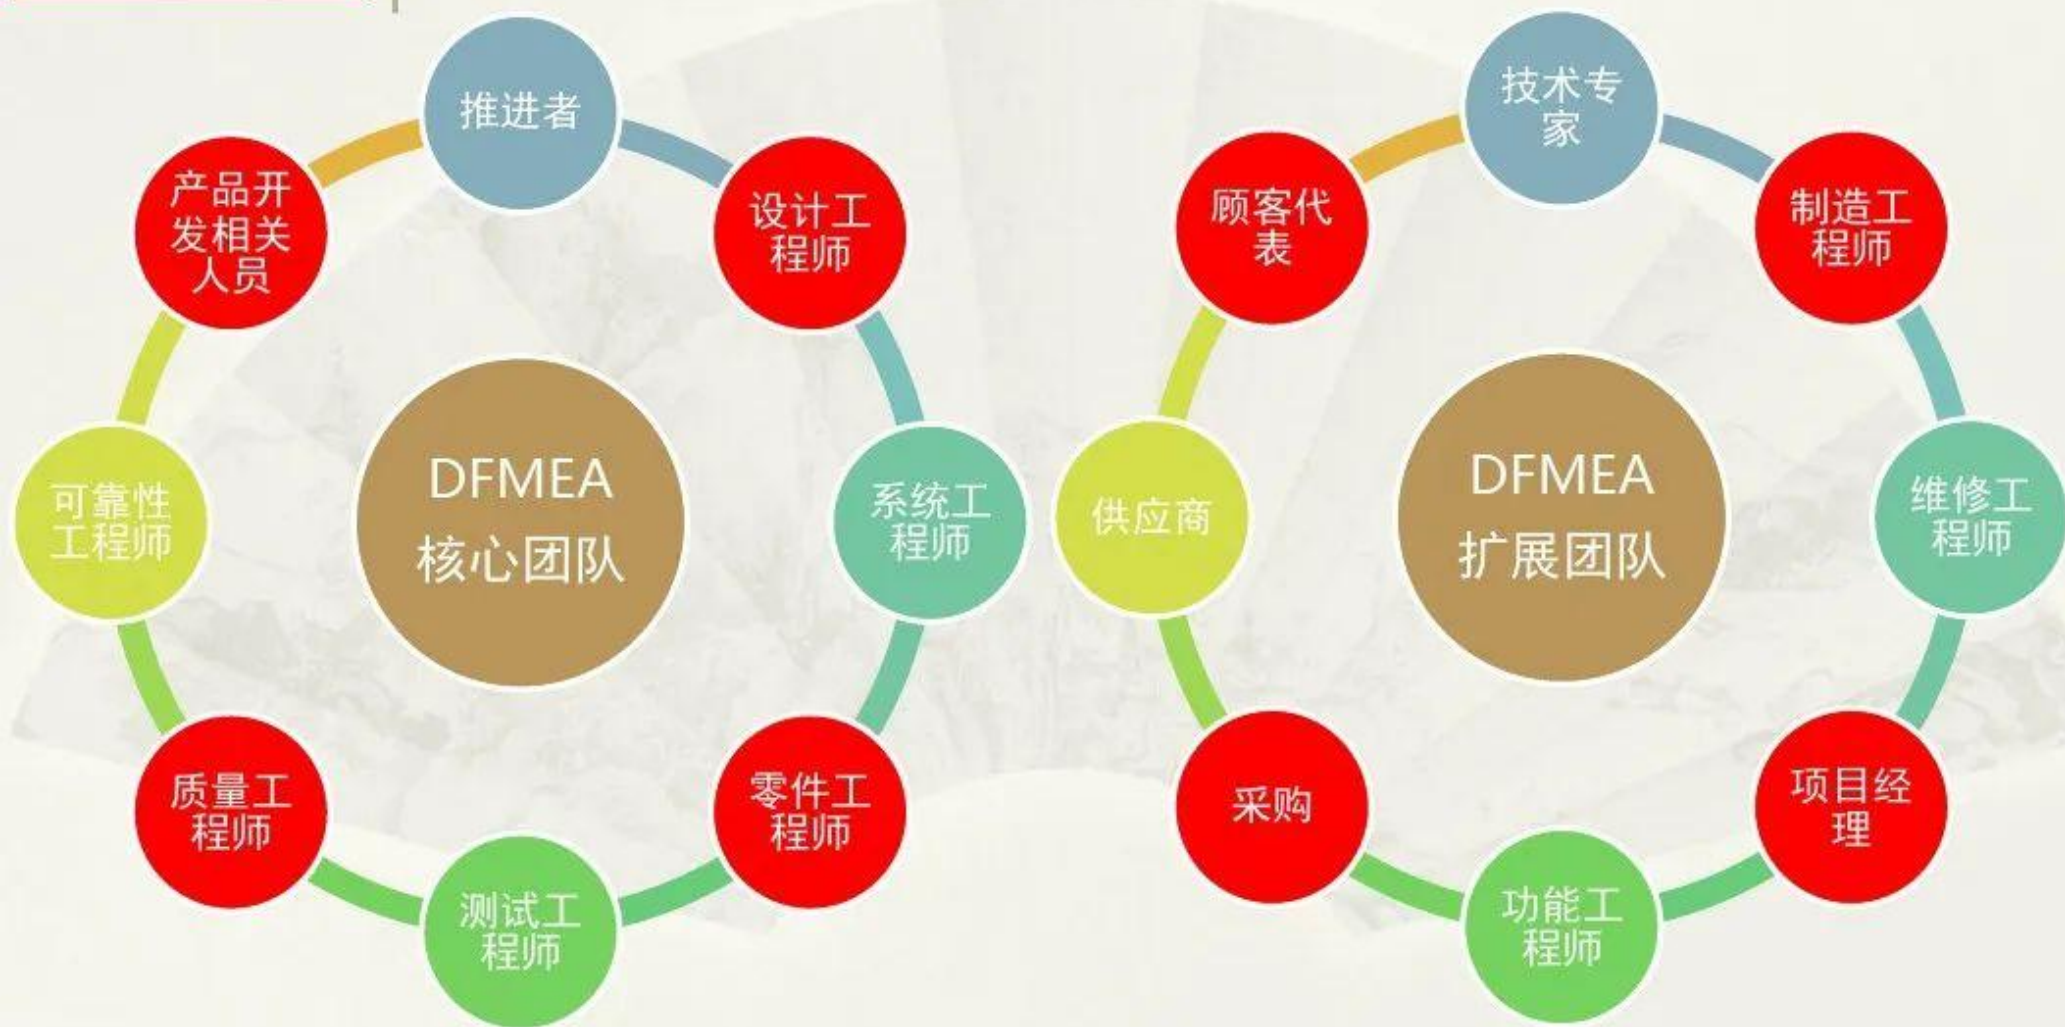 推进者
设计工
程师
系统工
程师
零件工
程师
测试工
程师
质量工
程师
可靠性
工程师
产品开
发相关
人员
DFMEA
核心团队
技术专
家
制造工
程师
维修工
程师
项目经
理
功能工
程师
采购
供应商
顾客代
表
DFMEA
扩展团队